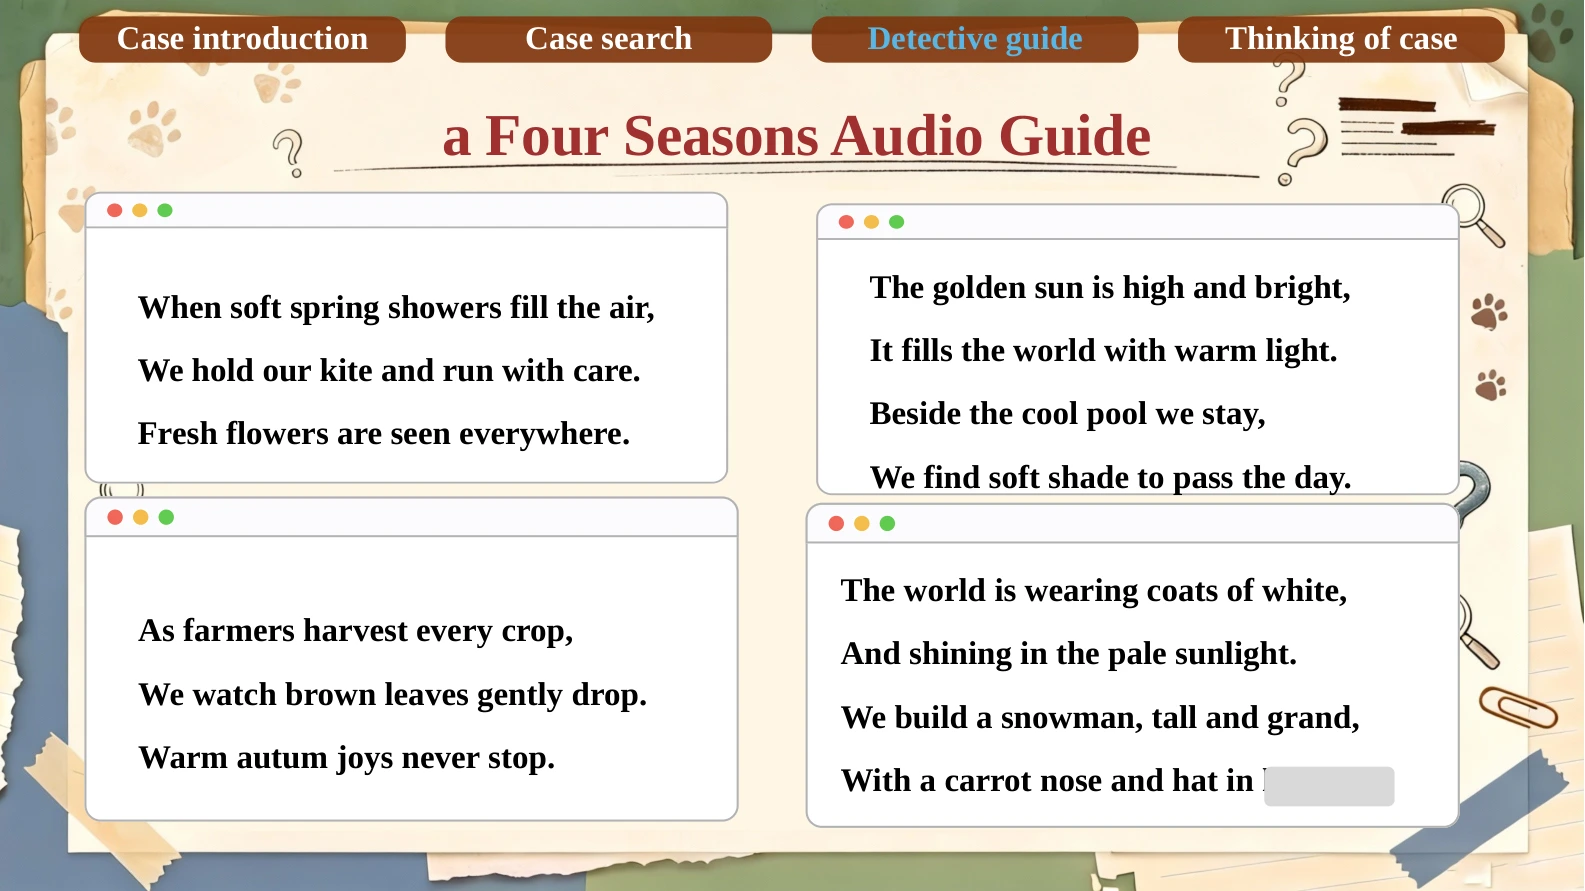 Case introduction
Case search
Detective guide
Thinking of case
a Four Seasons Audio Guide
When soft spring showers fill the air,
We hold our kite and run with care.
Fresh flowers are seen everywhere.
The golden sun is high and bright,
It fills the world with warm light.
Beside the cool pool we stay,
We find soft shade to pass the day.
As farmers harvest every crop,
We watch brown leaves gently drop.
Warm autum joys never stop.
The world is wearing coats of white,
And shining in the pale sunlight.
We build a snowman, tall and grand,
With a carrot nose and hat in